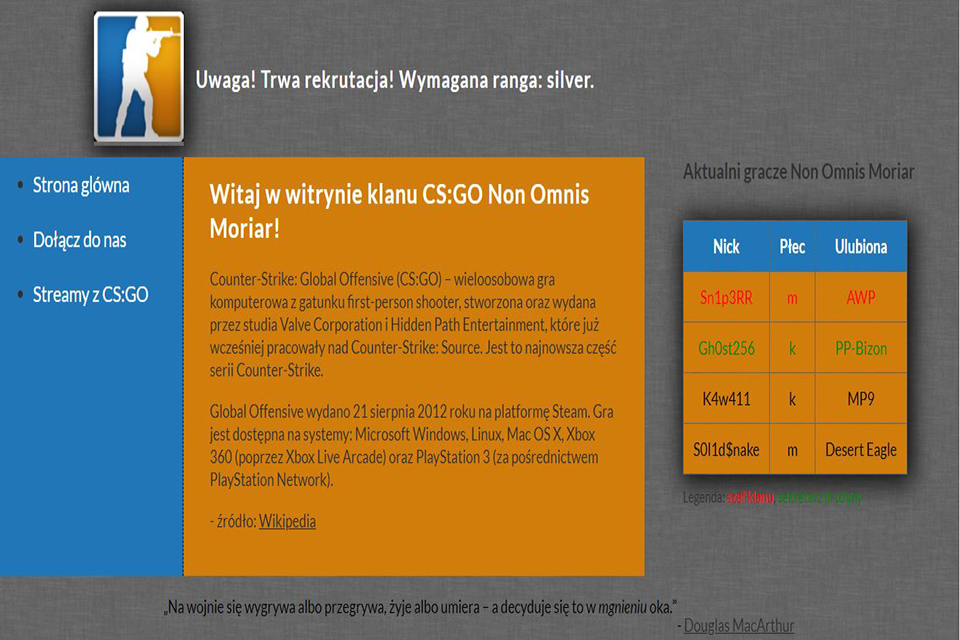 Uwaga! Trwa rekrutacja! Wymagana ranga: silver.
Strona główna
Dołącz do nas
Streamy z CS:GO
Witaj w witrynie klanu CS:GO Non Omnis
Moriar!
Counter-Strike: Global Offensive (CS:GO) – wieloosobowa gra
komputerowa z gatunku first-person shooter, stworzona oraz wydana
przez studia Valve Corporation i Hidden Path Entertainment, które już
wcześniej pracowały nad Counter-Strike: Source. Jest to najnowsza część
serii Counter-Strike.
Global Offensive wydano 21 sierpnia 2012 roku na platformę Steam. Gra
jest dostępna na systemy: Microsoft Windows, Linux, Mac OS X, Xbox
360 (poprzez Xbox Live Arcade) oraz PlayStation 3 (za pośrednictwem
PlayStation Network).
- źródło: Wikipedia
Aktualni gracze Non Omnis Moriar
Nick Płec Ulubiona
Sn1p3RR m AWP
Gh0st256 k PP-Bizon
K4w411 k MP9
S0l1d$nake m Desert Eagle
Legenda: szef klanu,
„Na wojnie się wygrywa albo przegrywa, żyje albo umiera – a decyduje się to w mgnieniu oka.”
- Douglas MacArthur